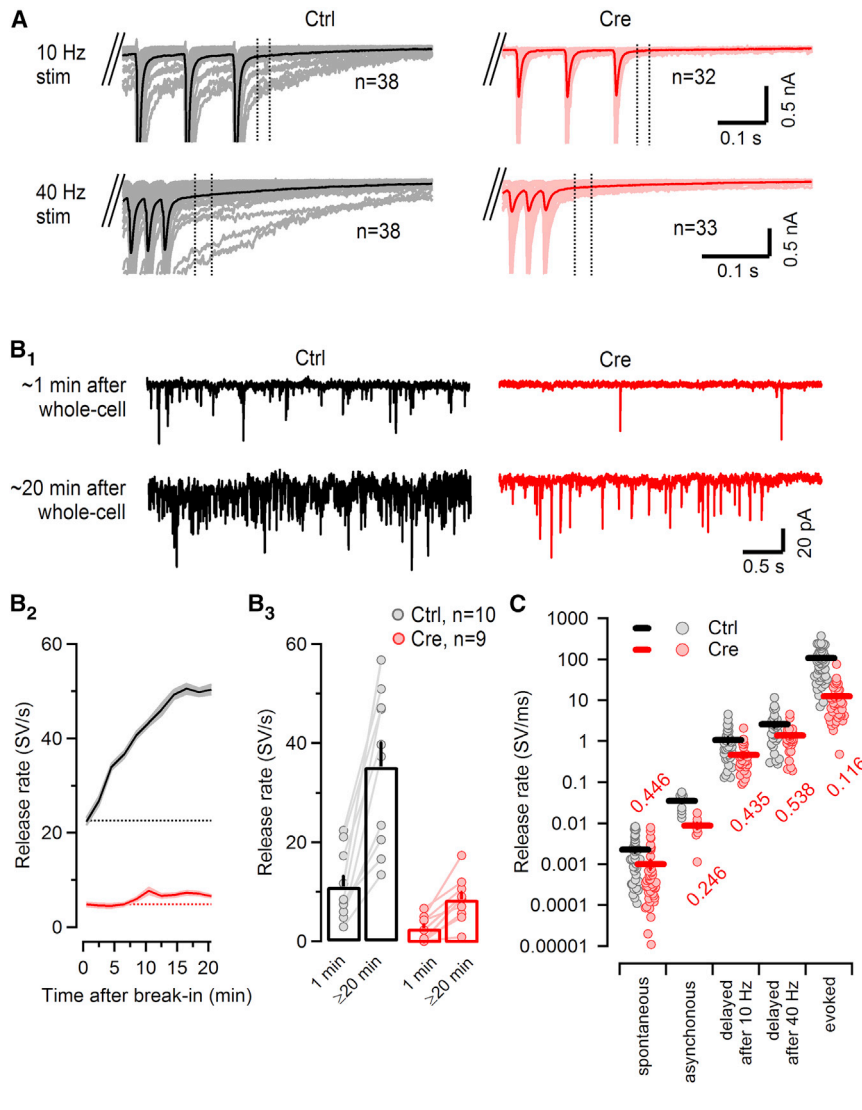 A
Ctrl
Cre
10 Hz
stim
n=38
n=32
0.5 nA
0.1 s
40 Hz
stim
n=38
n=33
0.5 nA
0.1 s
B1
Ctrl
Cre
~1 min after
whole-cell
~20 min after
whole-cell
20 pA
0.5 s
B2
60
40
20
0
Release rate (SV/s)
0
5
10
15
20
Time after break-in (min)
B3
Ctrl, n=10
Cre, n=9
60
40
20
0
Release rate (SV/s)
1 min
≥20 min
1 min
≥20 min
C
Ctrl
Cre
1000
100
10
1
0.1
0.01
0.001
0.0001
0.00001
Release rate (SV/ms)
0.446
0.246
0.435
0.538
0.116
spontaneous
asynchonous
delayed
after 10 Hz
delayed
after 40 Hz
evoked